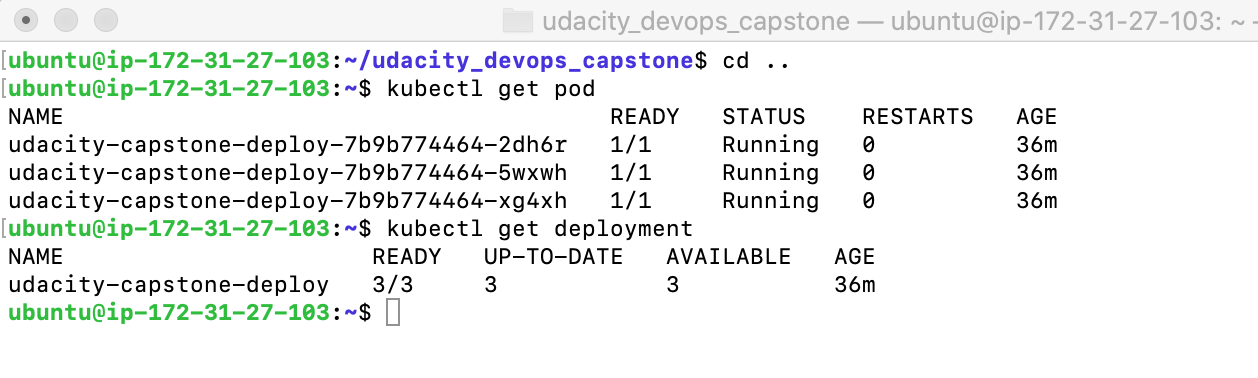 udacity_devops_capstone — ubuntu@ip-172-31-27-103: ~ -
[ubuntu@ip-172-31-27-103:~/udacity_devops_capstone$ cd ..
[ubuntu@ip-172-31-27-103:~$ kubectl get pod
NAME READY STATUS RESTARTS AGE
udacity-capstone-deploy-7b9b774464-2dh6r 1/1 Running 0 36m
udacity-capstone-deploy-7b9b774464-5wxwh 1/1 Running 0 36m
udacity-capstone-deploy-7b9b774464-xg4xh 1/1 Running 0 36m
[ubuntu@ip-172-31-27-103:~$ kubectl get deployment
NAME READY UP-TO-DATE AVAILABLE AGE
udacity-capstone-deploy 3/3 3 3 36m
ubuntu@ip-172-31-27-103:~$